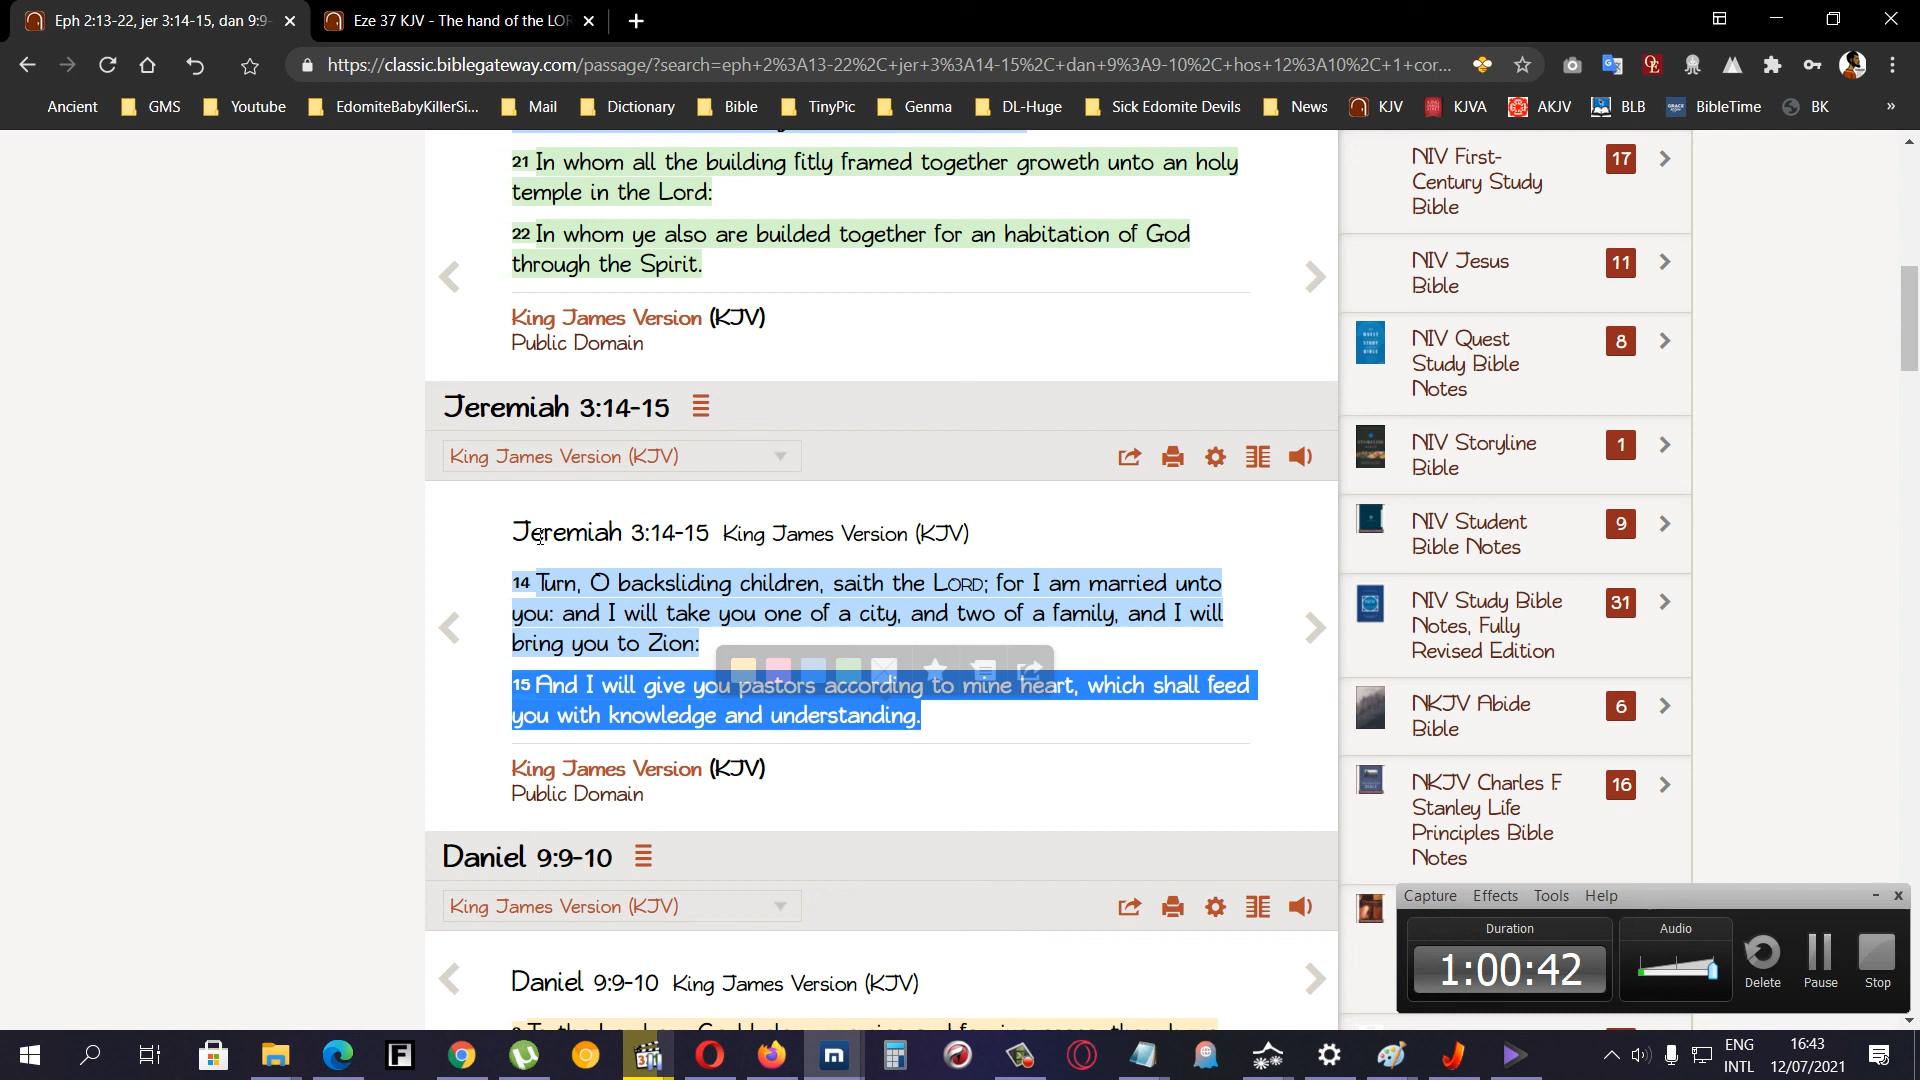 Eph 2:13-22, jer 3:14-15, dan 9:9-
Eze 37 KJV - The hand of the LOR
https://classic.biblegateway.com/passage/?search=eph+2%3A13-22%2C+jer+3%3A14-15%2C+dan+9%3A9-10%2C+hos+12%3A10%2C+1+cor...
Ancient GMS Youtube EdomiteBabyKillerSi... Mail Dictionary Bible TinyPic Genma DL-Huge Sick Edomite Devils News KJV KJVA AKJV BLB BibleTime BK »
21 In whom all the building fitly framed together groweth unto an holy
temple in the Lord:
22 In whom ye also are builded together for an habitation of God
through the Spirit.
King James Version (KJV)
Public Domain
Jeremiah 3:14-15
King James Version (KJV)
Jeremiah 3:14-15 King James Version (KJV)
14 Turn, O backsliding children, saith the LORD; for I am married unto
you: and I will take you one of a city, and two of a family, and I will
bring you to Zion:
15 And I will give you pastors according to mine heart, which shall feed
you with knowledge and understanding.
King James Version (KJV)
Public Domain
Daniel 9:9-10
King James Version (KJV)
Daniel 9:9-10 King James Version (KJV)
NIV First-
Century Study
Bible
17
NIV Jesus
Bible
11
NIV Quest
Study Bible
Notes
8
NIV Storyline
Bible
1
NIV Student
Bible Notes
9
NIV Study Bible
Notes, Fully
Revised Edition
31
NKJV Abide
Bible
6
NKJV Charles F.
Stanley Life
Principles Bible
Notes
16
Capture Effects Tools Help
Duration
1:00:42
Audio
Delete Pause Stop
ENG
INTL
16:43
12/07/2021